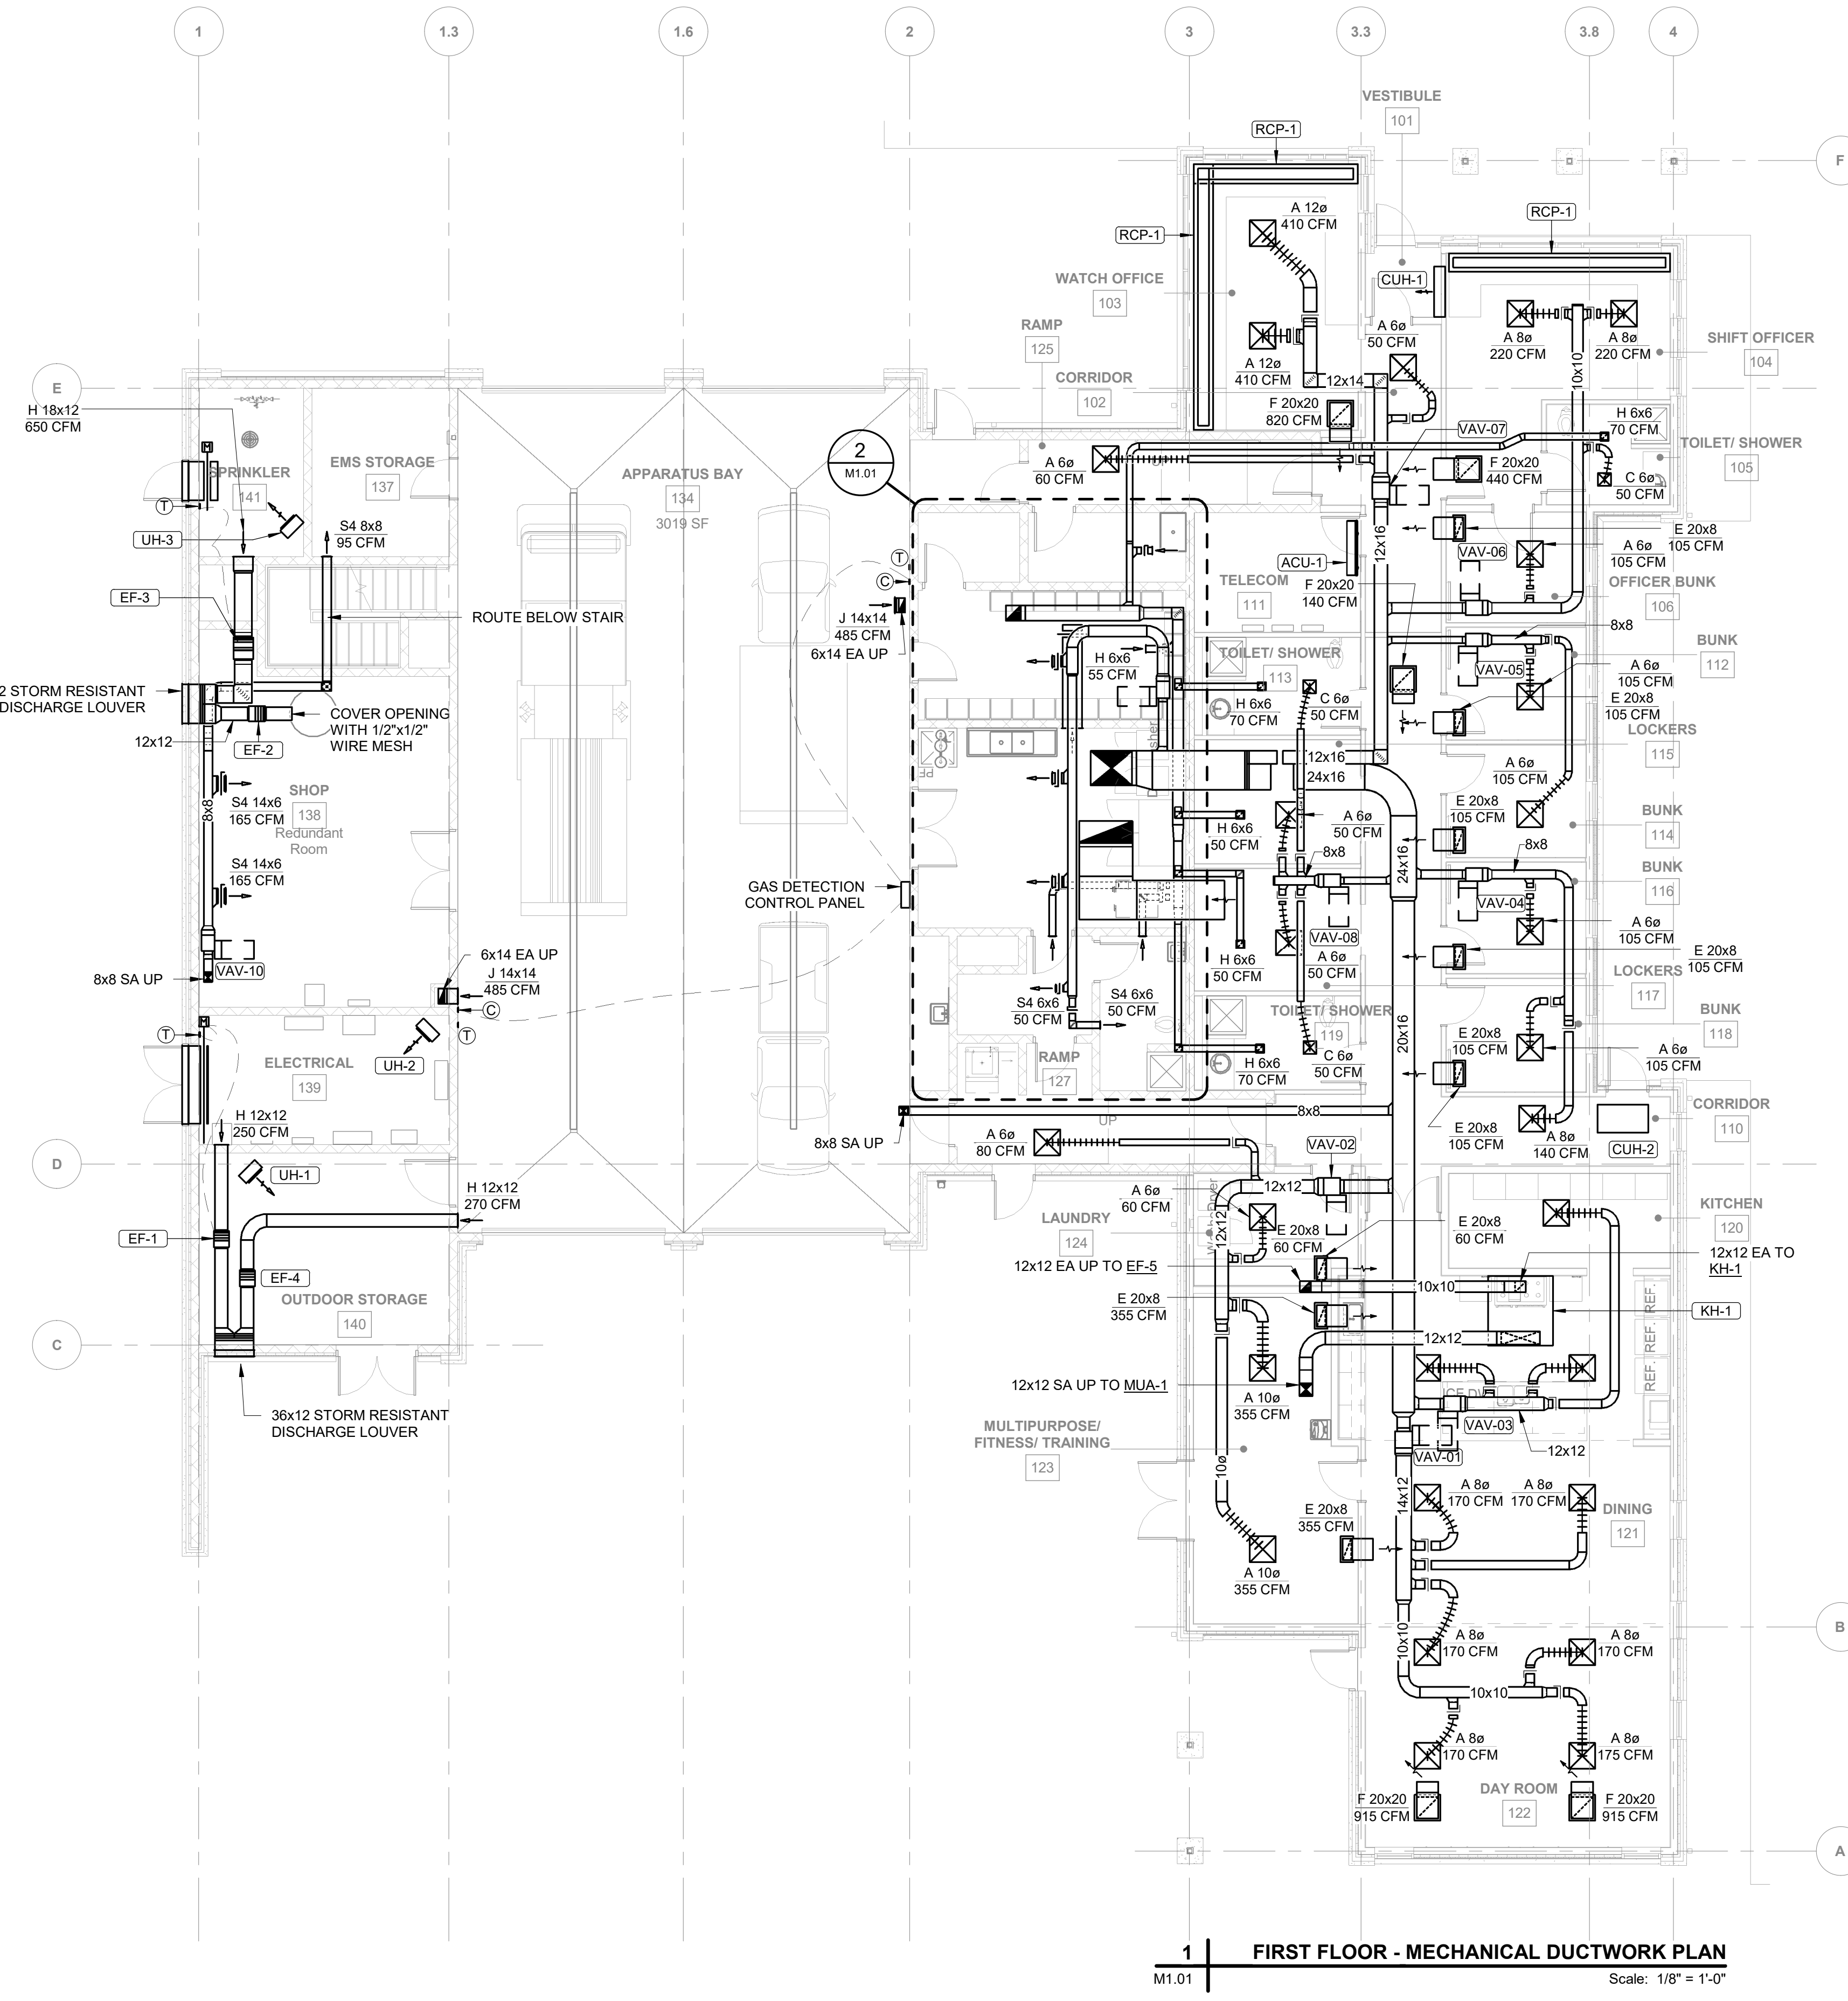 1
1.3
1.6
2
3
3.3
3.8
4
VESTIBULE
101
RCP-1
F
A 12ø
410 CFM
RCP-1
RCP-1
CUH-1
WATCH OFFICE
103
RAMP
125
A 6ø
50 CFM
A 8ø
220 CFM
A 8ø
220 CFM
SHIFT OFFICER
104
A 12ø
410 CFM
10x10
E
CORRIDOR
102
12x14
H 18x12
650 CFM
F 20x20
820 CFM
H 6x6
70 CFM
VAV-07
TOILET/ SHOWER
105
2
M1.01
SPRINKLER
141
EMS STORAGE
137
APPARATUS BAY
134
3019 SF
A 6ø
60 CFM
F 20x20
440 CFM
C 6ø
50 CFM
T
S4 8x8
95 CFM
UH-3
12x16
E 20x8
105 CFM
A 6ø
105 CFM
VAV-06
T
C
ACU-1
TELECOM
111
F 20x20
140 CFM
OFFICER BUNK
106
EF-3
ROUTE BELOW STAIR
J 14x14
485 CFM
6x14 EA UP
8x8
BUNK
112
H 6x6
55 CFM
TOILET/ SHOWER
113
VAV-05
A 6ø
105 CFM
2 STORM RESISTANT
DISCHARGE LOUVER
H 6x6
70 CFM
C 6ø
50 CFM
E 20x8
105 CFM
COVER OPENING
WITH 1/2"x1/2"
WIRE MESH
12x12
EF-2
LOCKERS
115
12x16
24x16
A 6ø
105 CFM
SHOP
138
Redundant
Room
8x8
S4 14x6
165 CFM
H 6x6
50 CFM
A 6ø
50 CFM
E 20x8
105 CFM
BUNK
114
8x8
8x8
S4 14x6
165 CFM
GAS DETECTION
CONTROL PANEL
24x16
BUNK
116
VAV-04
A 6ø
105 CFM
VAV-08
VAV-10
8x8 SA UP
6x14 EA UP
J 14x14
485 CFM
H 6x6
50 CFM
A 6ø
50 CFM
E 20x8
105 CFM
LOCKERS
117
C
S4 6x6
50 CFM
S4 6x6
50 CFM
TOILET/ SHOWER
119
BUNK
118
T
T
20x16
ELECTRICAL
139
UH-2
E 20x8
105 CFM
A 6ø
105 CFM
RAMP
127
H 6x6
70 CFM
C 6ø
50 CFM
H 12x12
250 CFM
CORRIDOR
110
8x8
UP
8x8 SA UP
A 6ø
80 CFM
VAV-02
E 20x8
105 CFM
A 8ø
140 CFM
CUH-2
D
UH-1
H 12x12
270 CFM
12x12
A 6ø
60 CFM
LAUNDRY
124
12x12
E 20x8
60 CFM
E 20x8
60 CFM
KITCHEN
120
EF-1
EF-4
12x12 EA UP TO EF-5
10x10
12x12 EA TO
KH-1
OUTDOOR STORAGE
140
E 20x8
355 CFM
KH-1
REF. REF. REF.
C
12x12
12x12 SA UP TO MUA-1
36x12 STORM RESISTANT
DISCHARGE LOUVER
A 10ø
355 CFM
VAV-03
MULTIPURPOSE/
FITNESS/ TRAINING
123
VAV-01
12x12
10ø
14x12
A 8ø
170 CFM
A 8ø
170 CFM
DINING
121
E 20x8
355 CFM
A 10ø
355 CFM
B
10x10
A 8ø
170 CFM
A 8ø
170 CFM
10x10
A 8ø
170 CFM
A 8ø
175 CFM
DAY ROOM
122
F 20x20
915 CFM
F 20x20
915 CFM
A
1
FIRST FLOOR - MECHANICAL DUCTWORK PLAN
M1.01
Scale: 1/8" = 1'-0"